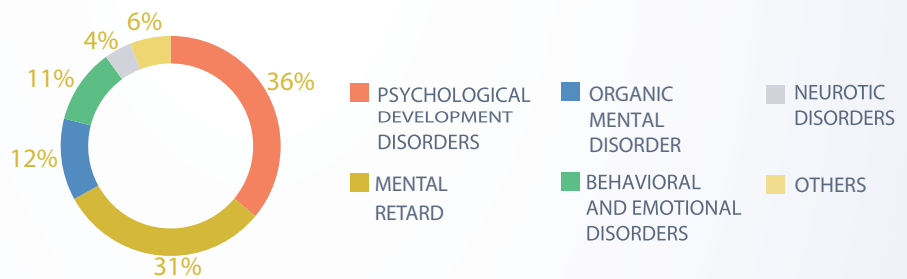 6%
4%
36%
11%
12%
31%
PSYCHOLOGICAL
DEVELOPMENT
DISORDERS
MENTAL
RETARD
ORGANIC
MENTAL
DISORDER
BEHAVIORAL
AND EMOTIONAL
DISORDERS
NEUROTIC
DISORDERS
OTHERS